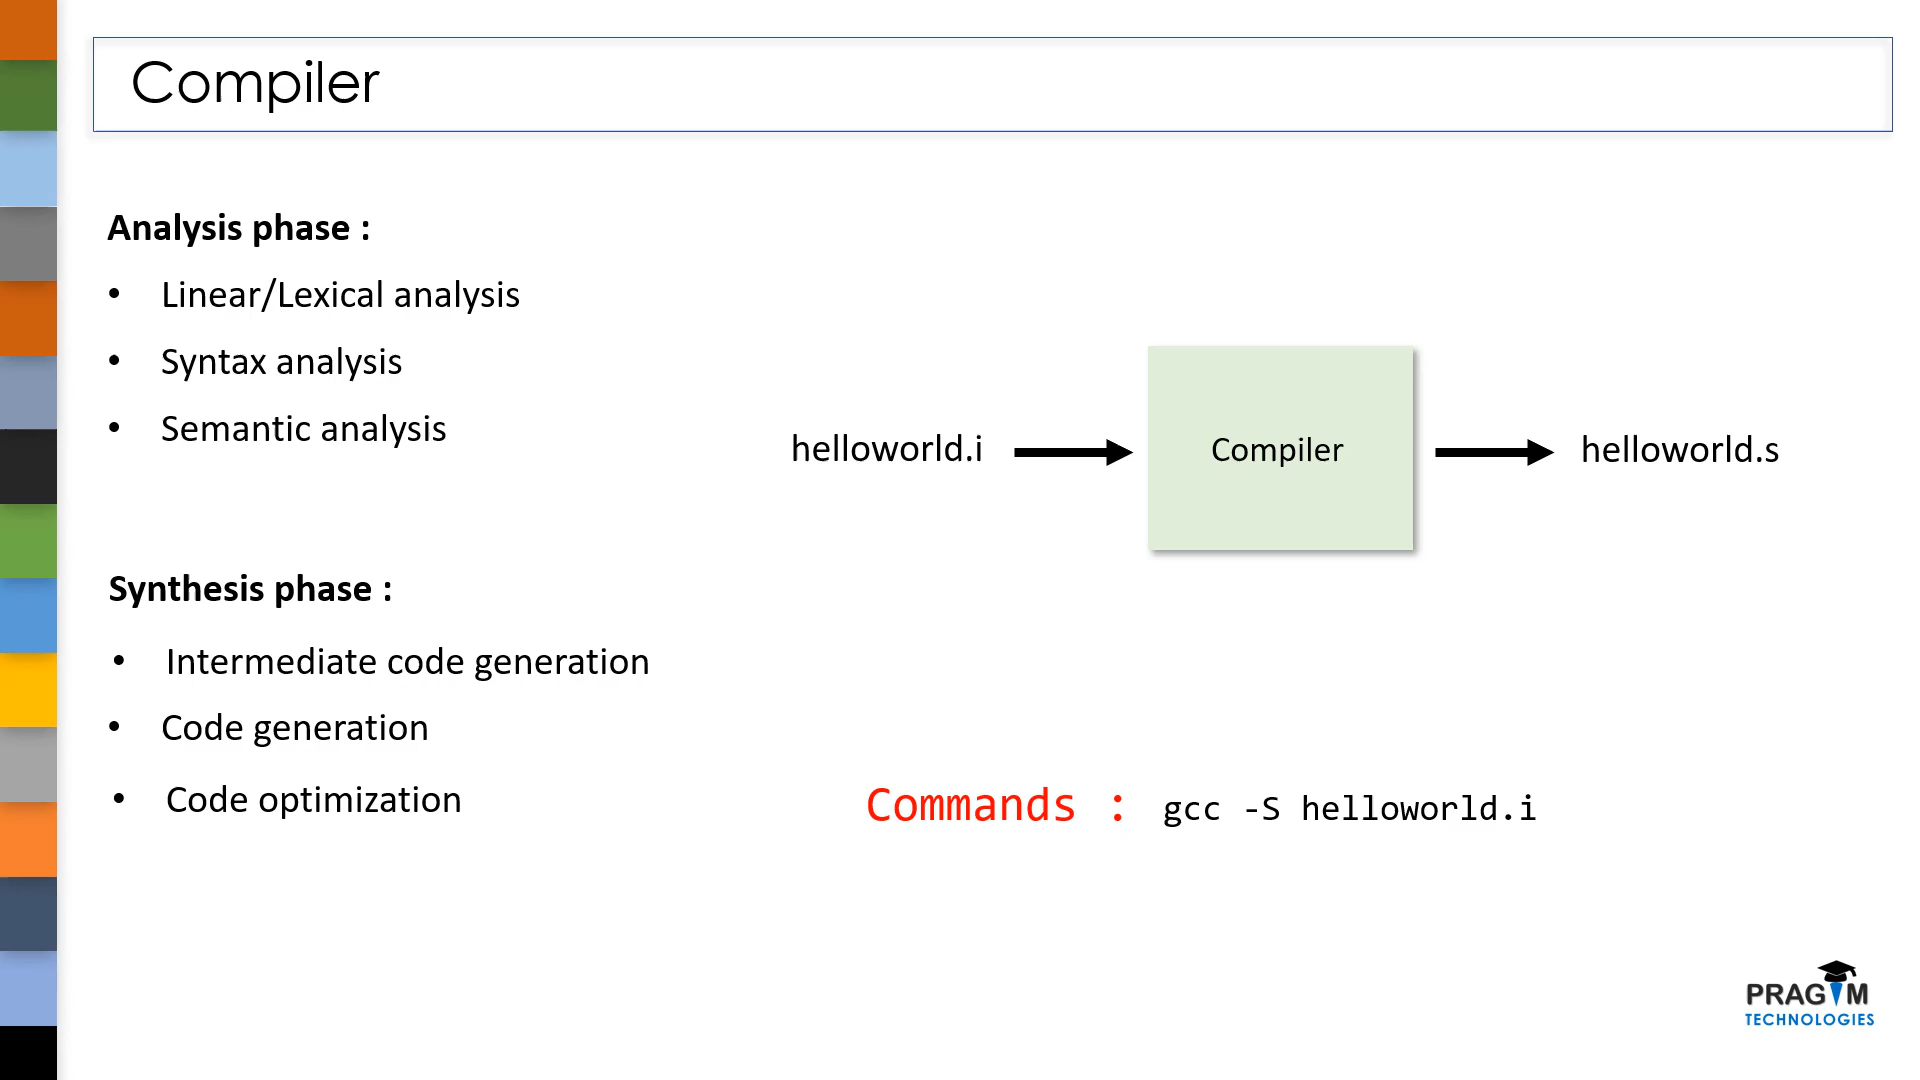 Compiler
Analysis phase :
• Linear/Lexical analysis
• Syntax analysis
• Semantic analysis
helloworld.i
Compiler
helloworld.s
Synthesis phase :
• Intermediate code generation
• Code generation
• Code optimization
Commands : gcc -S helloworld.i
PRAGIM
TECHNOLOGIES